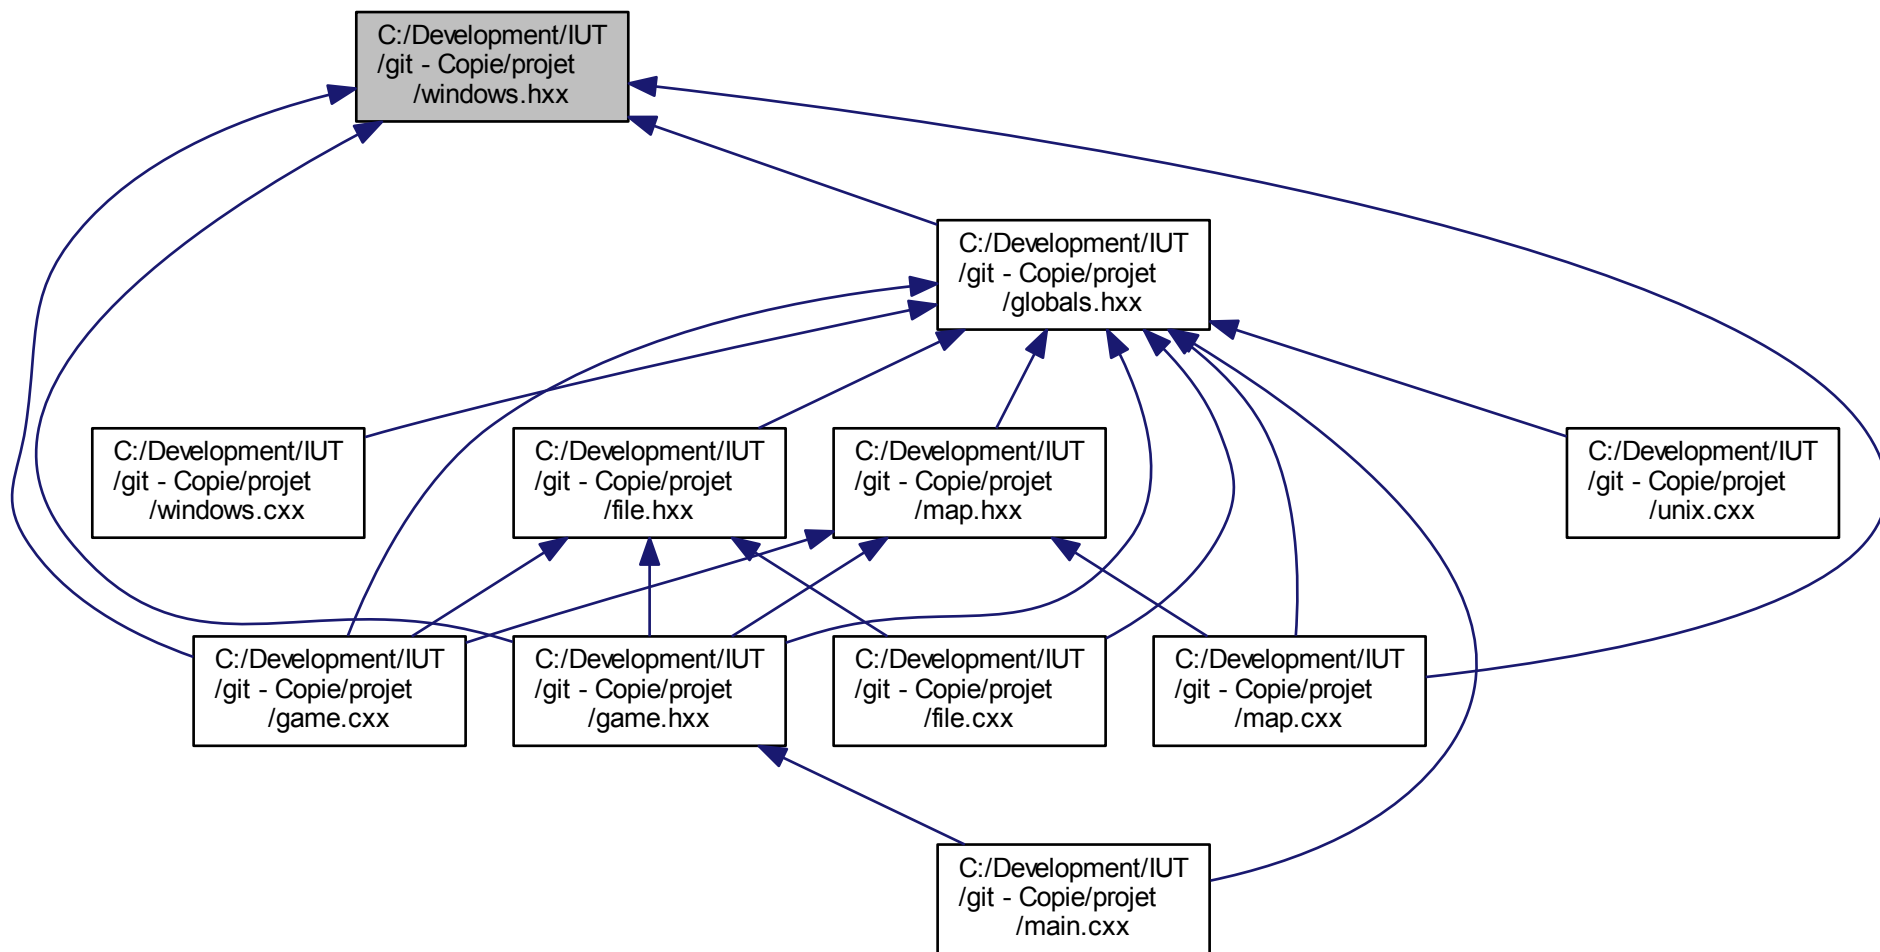 C:/Development/IUT
/git - Copie/projet
/windows.hxx
C:/Development/IUT
/git - Copie/projet
/globals.hxx
C:/Development/IUT
/git - Copie/projet
/windows.cxx
C:/Development/IUT
/git - Copie/projet
/file.hxx
C:/Development/IUT
/git - Copie/projet
/map.hxx
C:/Development/IUT
/git - Copie/projet
/unix.cxx
C:/Development/IUT
/git - Copie/projet
/game.cxx
C:/Development/IUT
/git - Copie/projet
/game.hxx
C:/Development/IUT
/git - Copie/projet
/file.cxx
C:/Development/IUT
/git - Copie/projet
/map.cxx
C:/Development/IUT
/git - Copie/projet
/main.cxx